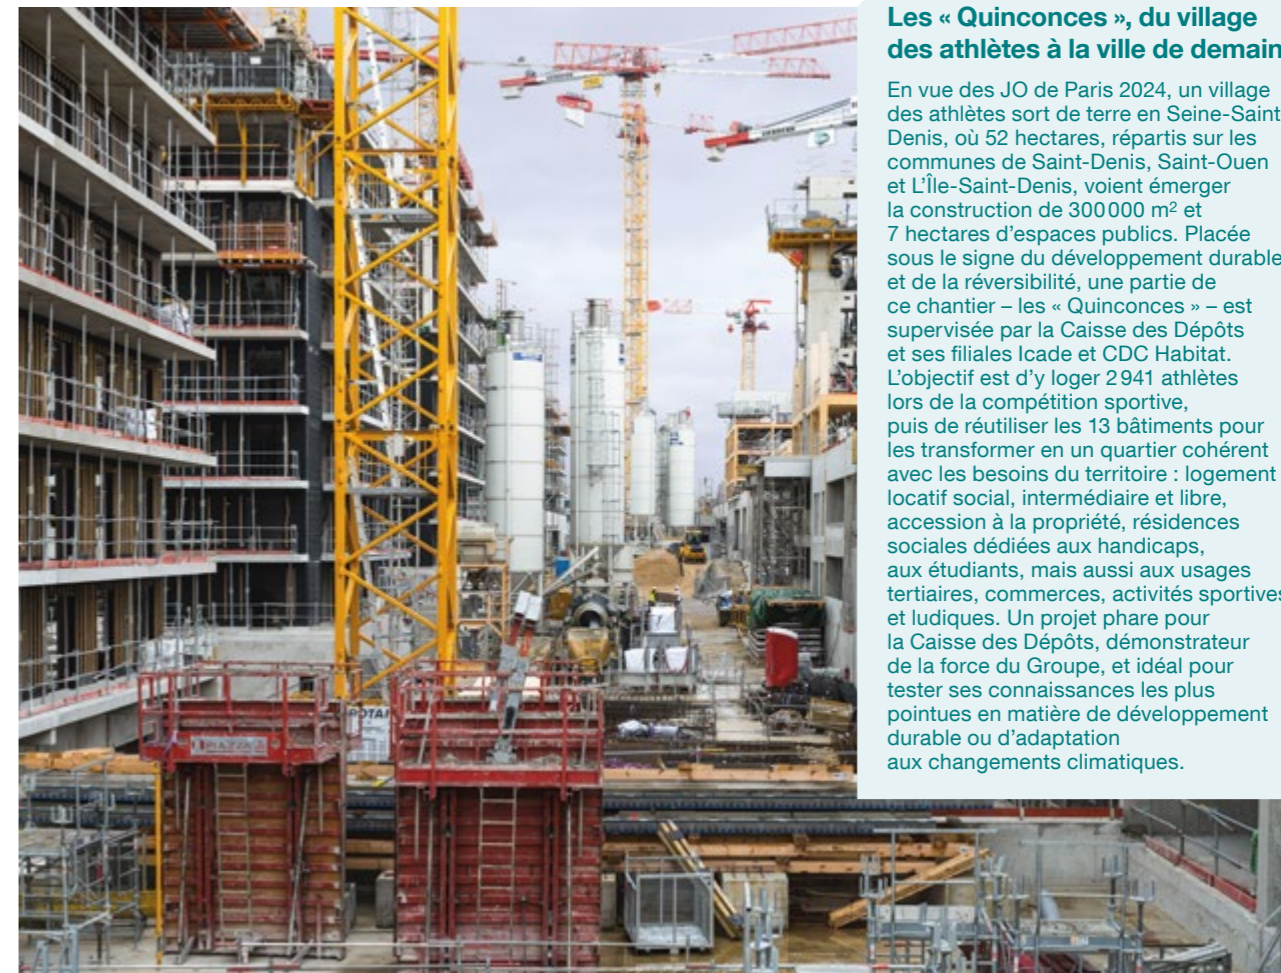 Les « Quinconces », du village
des athlètes à la ville de demain
En vue des JO de Paris 2024, un village
des athlètes sort de terre en Seine-Saint
Denis, où 52 hectares, répartis sur les
communes de Saint-Denis, Saint-Ouen
et L’Île-Saint-Denis, voient émerger
la construction de 300 000 m² et
7 hectares d’espaces publics. Placée
sous le signe du développement durable
et de la réversibilité, une partie de
ce chantier – les « Quinconces » – est
supervisée par la Caisse des Dépôts
et ses filiales Icade et CDC Habitat.
L’objectif est d’y loger 2 941 athlètes
lors de la compétition sportive,
puis de réutiliser les 13 bâtiments pour
les transformer en un quartier cohérent
avec les besoins du territoire : logement
locatif social, intermédiaire et libre,
accession à la propriété, résidences
sociales dédiées aux handicaps,
aux étudiants, mais aussi aux usages
tertiaires, commerces, activités sportives
et ludiques. Un projet phare pour
la Caisse des Dépôts, démonstrateur
de la force du Groupe, et idéal pour
tester ses connaissances les plus
pointues en matière de développement
durable ou d’adaptation
aux changements climatiques.
PIAZZA